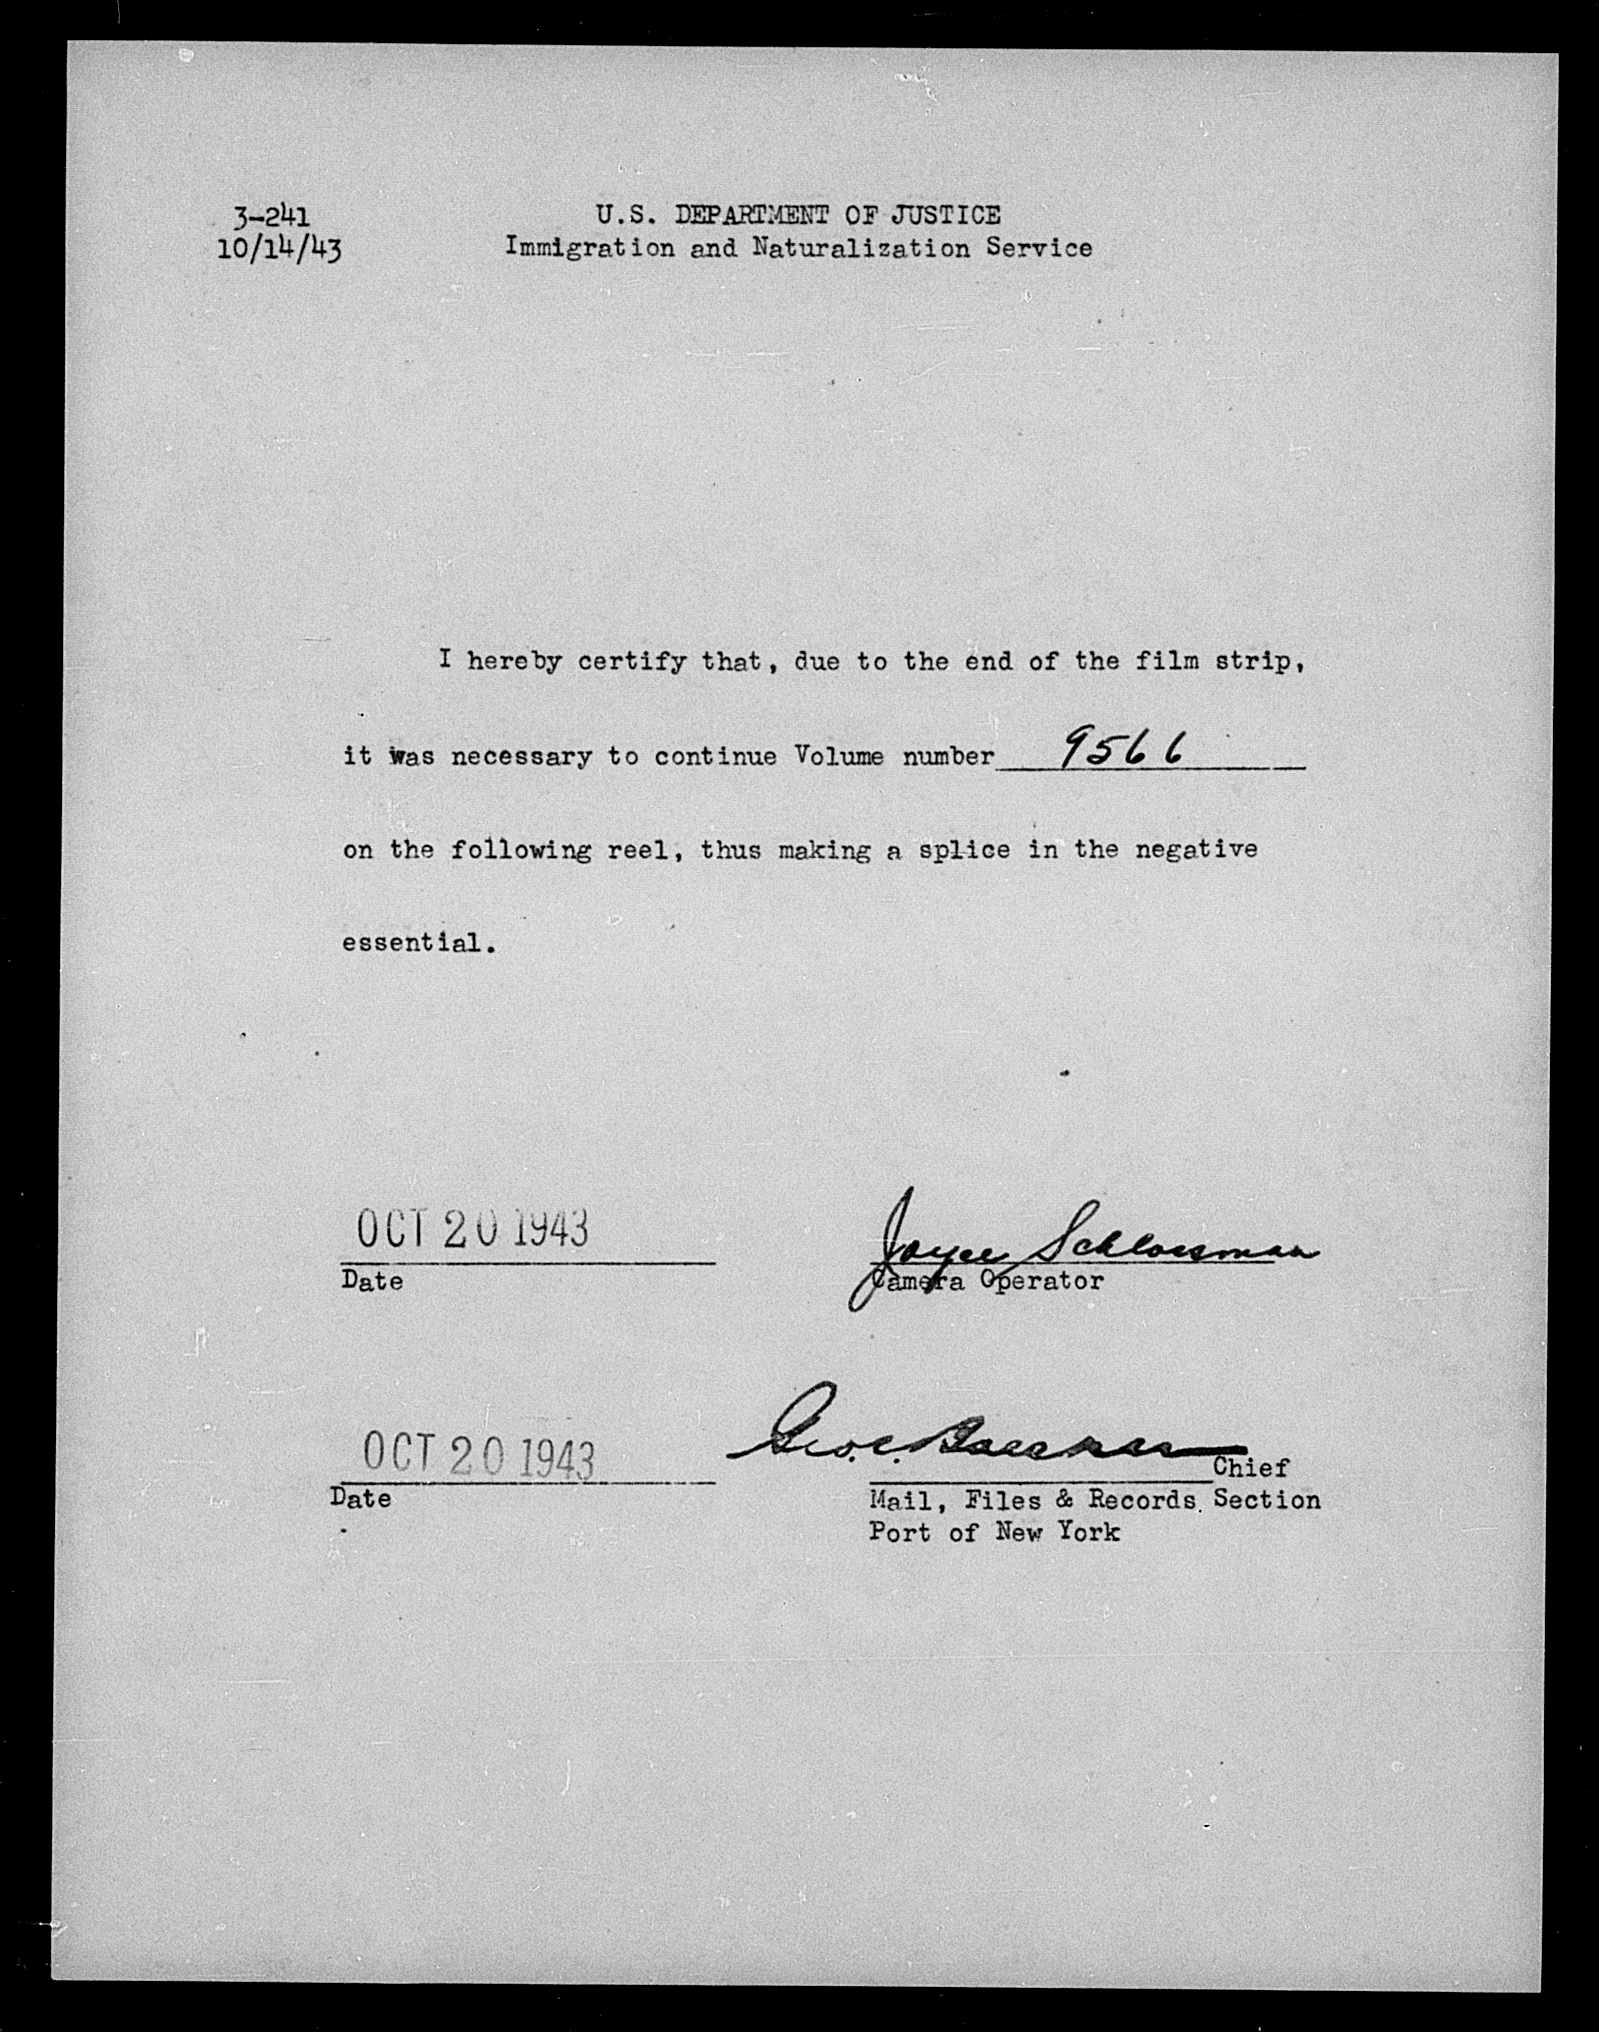 3-241
10/14/43
U.S. DEPARTMENT OF JUSTICE
Immigration and Naturalization Service
I hereby certify that, due to the end of the film strip,
it was necessary to continue Volume number 9566
on the following reel, thus making a splice in the negative
essential.
OCT 20 1943
Date
Joyce Schlossman
Camera Operator
OCT 20 1943
Date
Geo. C.
Chief
Mail, Files & Records Section
Port of New York